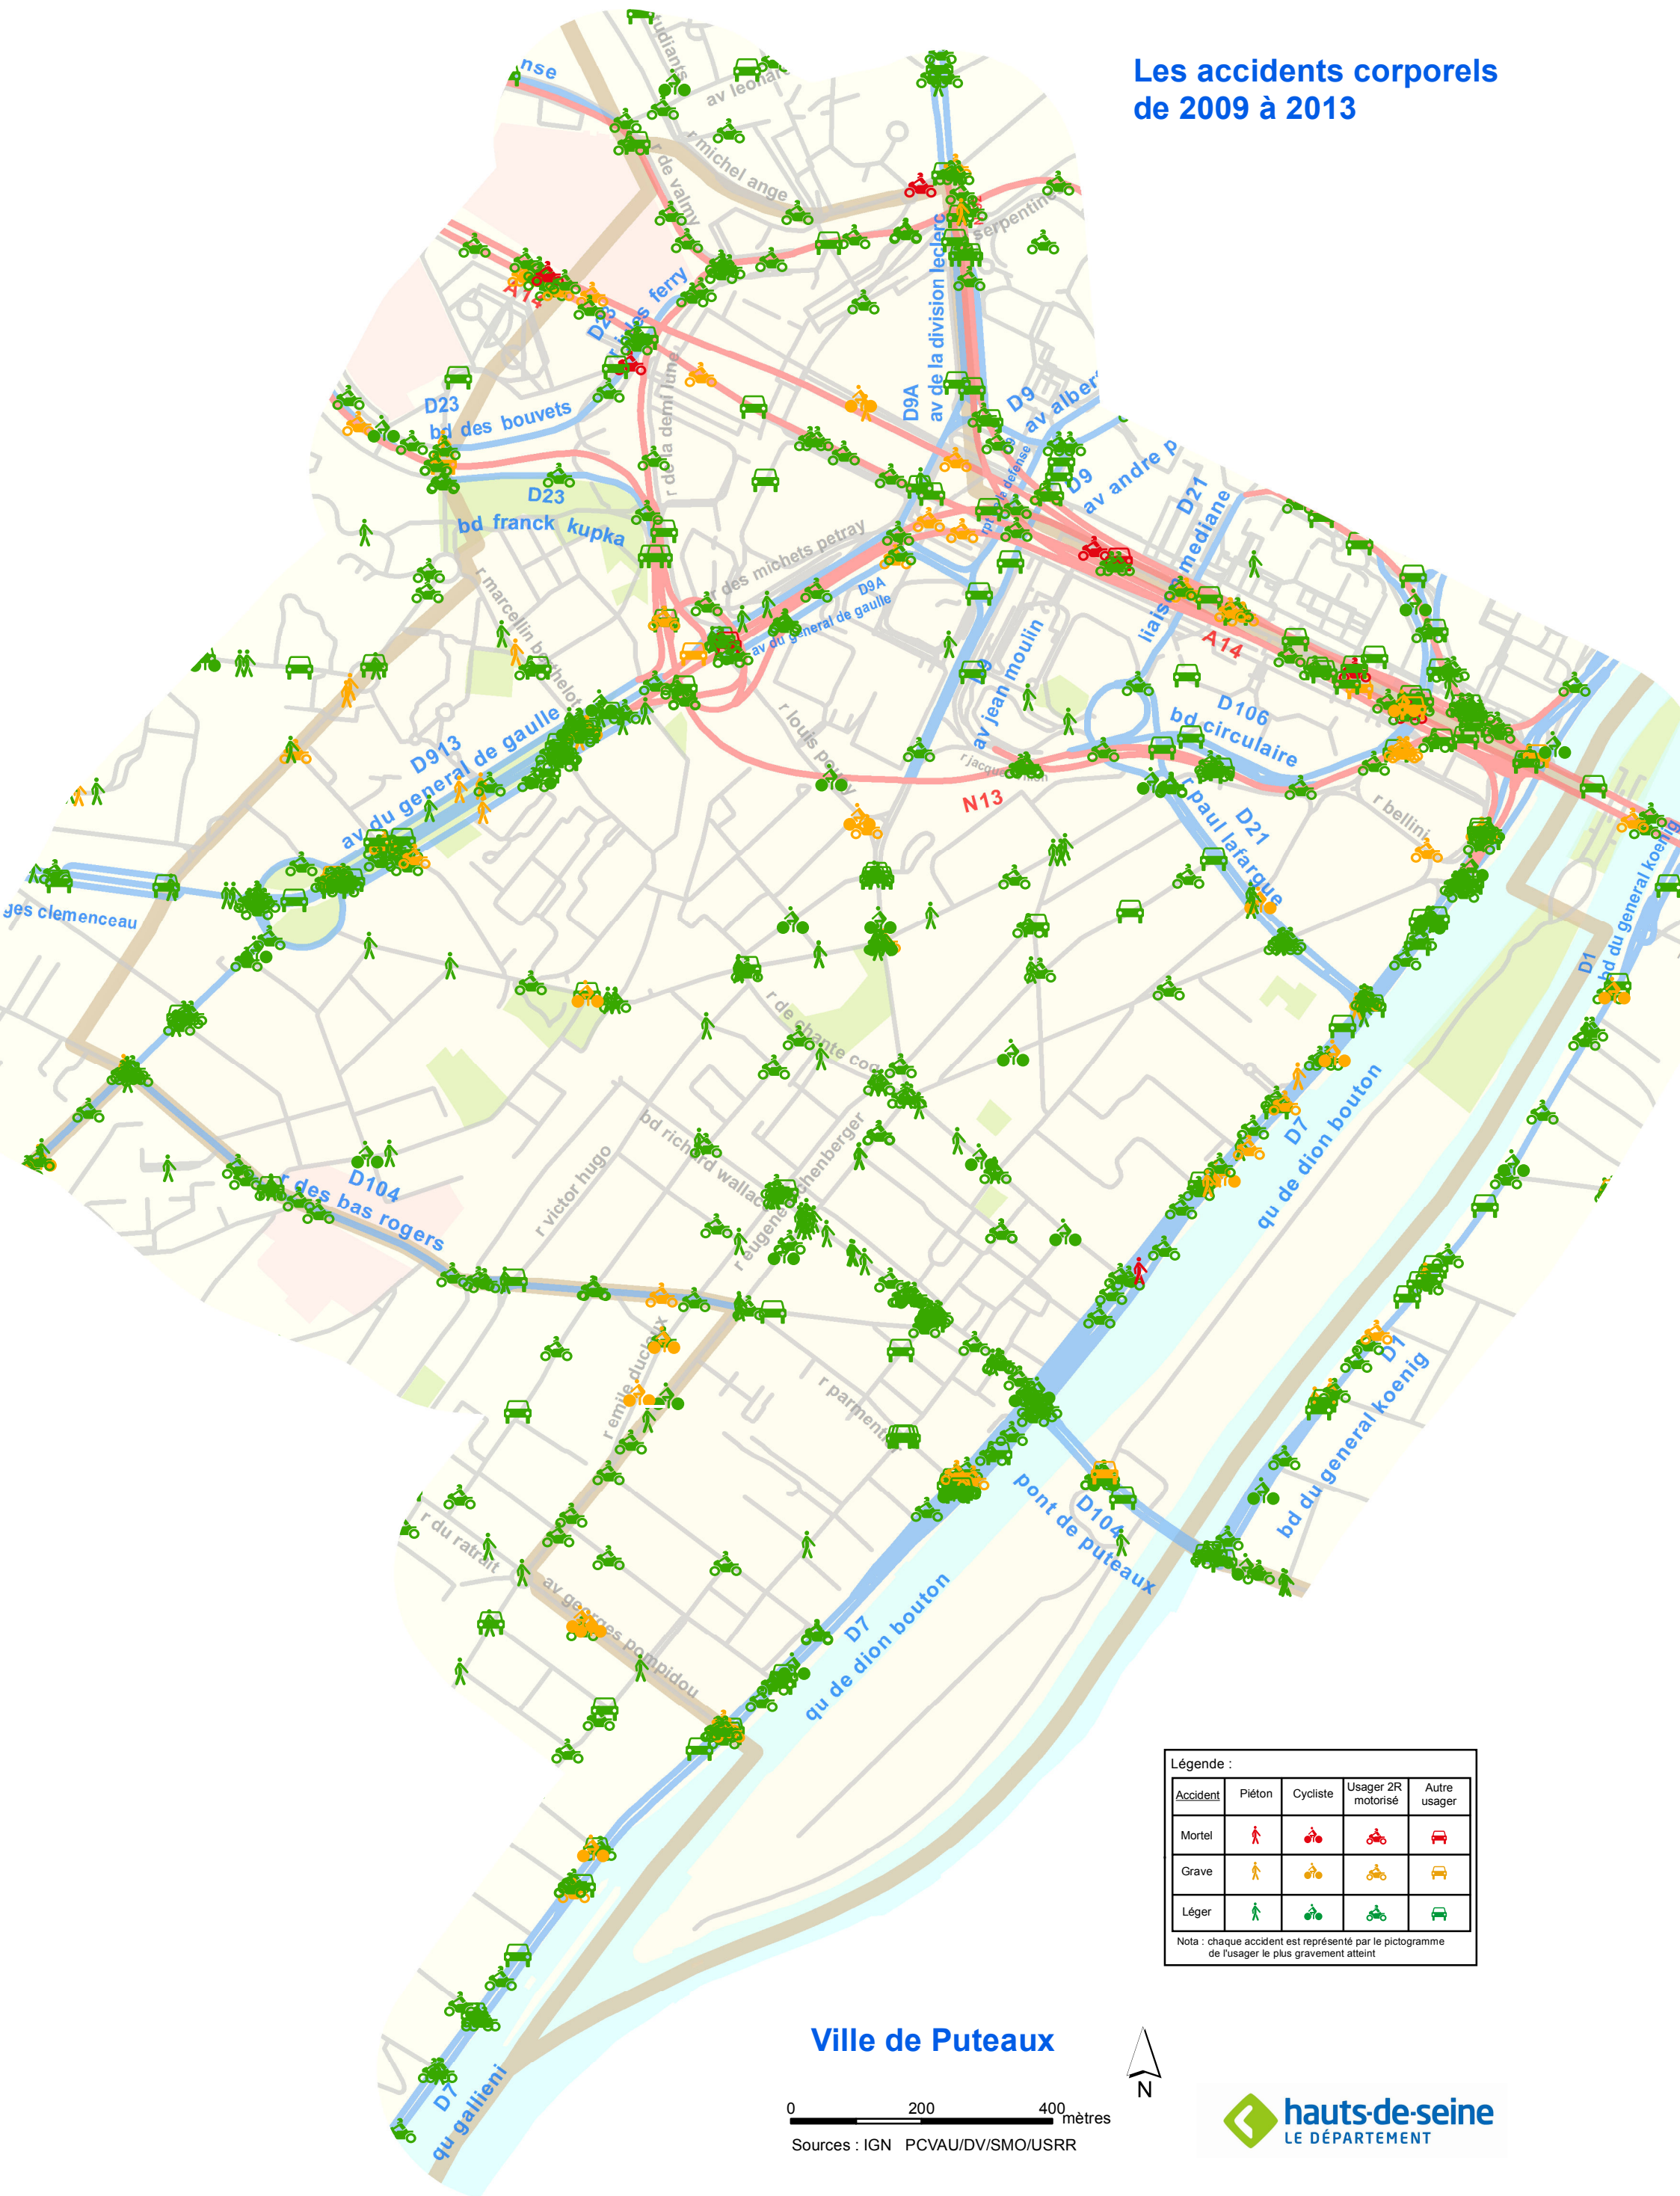 Les accidents corporels
de 2009 à 2013
nse
av leonar
r michel ange
r de valmy
serpentine
A14
D23
D23
bd des bouvets
r de la demi lune
D9A
av de la division leclerc
D9
av alber
D9
av andre p
D21
liaison mediane
D23
bd franck kupka
r des michets petray
D9A
av du general de gaulle
r marcellin berthelot
av jean moulin
A14
D106
bd circulaire
D913
av du general de gaulle
N13
D21
paul lafargue
r bellini
ges clemenceau
D1
bd du general koenig
r de chante coq
bd richard wallace
r victor hugo
D104
r des bas rogers
D7
qu de dion bouton
r emile duclaux
D1
bd du general koenig
pont de puteaux
D104
r du ratrait
av georges pompidou
D7
qu de dion bouton
D7
qu gallieni
Légende :
Accident Piéton Cycliste Usager 2R motorisé Autre usager
Mortel
Grave
Léger
Nota : chaque accident est représenté par le pictogramme
de l'usager le plus gravement atteint
Ville de Puteaux
N
0 200 400 mètres
Sources : IGN PCVAU/DV/SMO/USRR
hauts-de-seine
LE DÉPARTEMENT